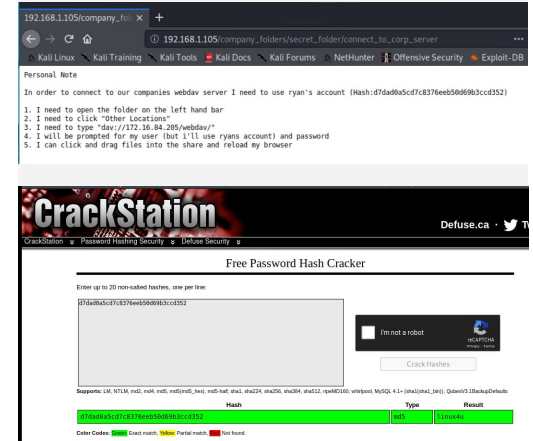 192.168.1.105/company_fol × +
192.168.1.105/company_folders/secret_folder/connect_to_corp_server •••
Kali Linux Kali Training Kali Tools Kali Docs Kali Forums NetHunter Offensive Security Exploit-DB
Personal Note
In order to connect to our companies webdav server I need to use ryan's account (Hash:d7dad0a5cd7c8376eeb50d69b3ccd352)
1. I need to open the folder on the left hand bar
2. I need to click "Other Locations"
3. I need to type "dav://172.16.84.205/webdav/"
4. I will be prompted for my user (but i'll use ryans account) and password
5. I can click and drag files into the share and reload my browser
CrackStation
Defuse.ca ·
CrackStation Password Hashing Security Defuse Security
Free Password Hash Cracker
Enter up to 20 non-salted hashes, one per line:
d7dad0a5cd7c8376eeb50d69b3ccd352
I'm not a robot
reCAPTCHA
Privacy - Terms
Crack Hashes
Supports: LM, NTLM, md2, md4, md5, md5(md5_hex), md5-half, sha1, sha224, sha256, sha384, sha512, ripeMD160, whirlpool, MySQL 4.1+ (sha1(sha1_bin)), QubesV3.1BackupDefaults
Hash Type Result
d7dad0a5cd7c8376eeb50d69b3ccd352 md5 linux4u
Color Codes: Green: Exact match, Yellow: Partial match, Red: Not found.